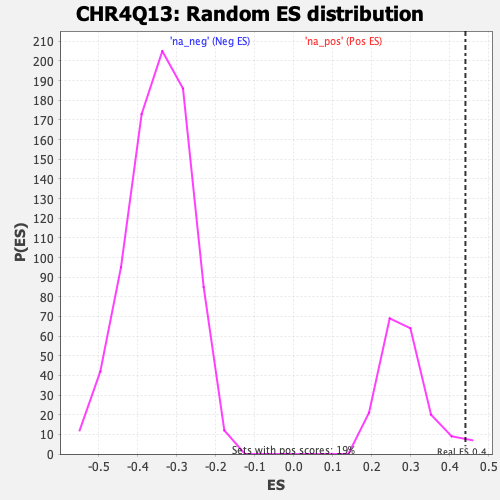 CHR4Q13: Random ES distribution
'na_neg' (Neg ES)
'na_pos' (Pos ES)
210
200
190
180
170
160
150
140
130
120
110
100
90
80
70
60
50
40
30
20
10
0
P(ES)
Sets with pos scores: 19%
Real ES 0.4
-0.5 -0.4 -0.3 -0.2 -0.1 0.0 0.1 0.2 0.3 0.4 0.5
ES